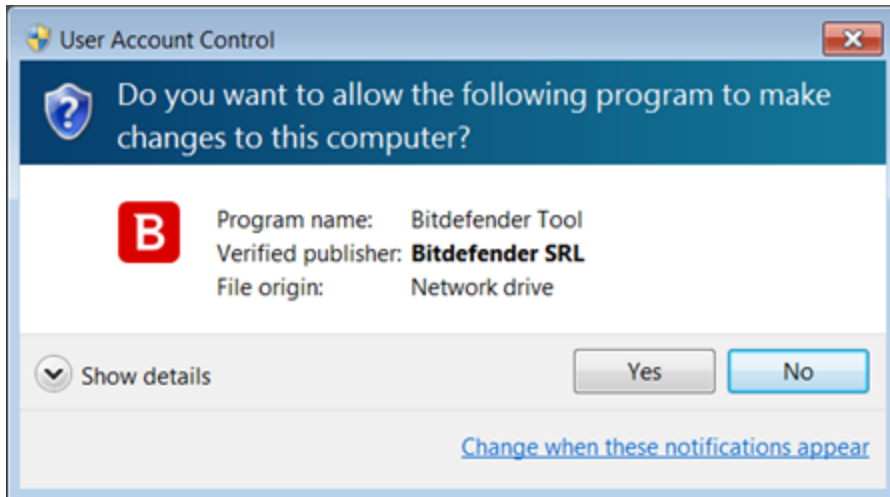 User Account Control
Do you want to allow the following program to make
changes to this computer?
B
Program name: Bitdefender Tool
Verified publisher: Bitdefender SRL
File origin: Network drive
Show details
Yes
No
Change when these notifications appear